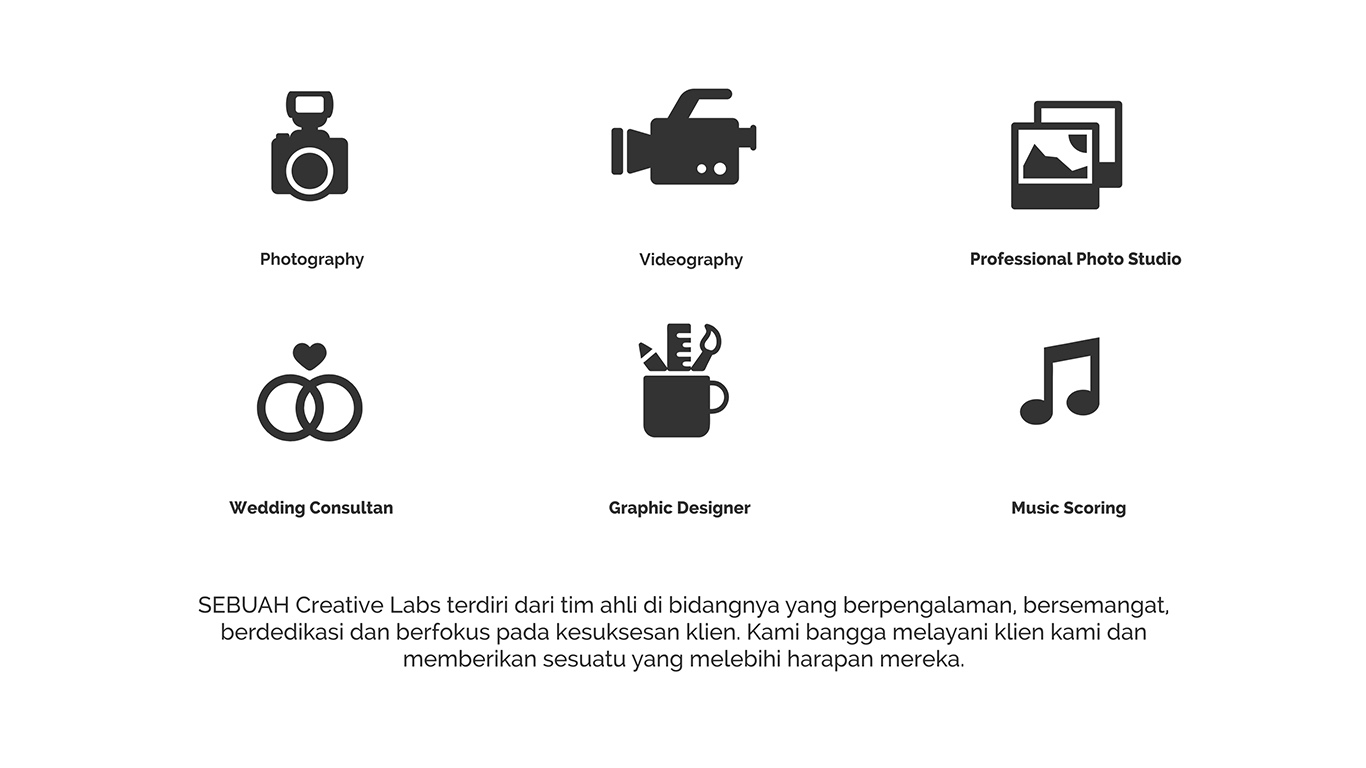 Photography
Videography
Professional Photo Studio
Wedding Consultan
Graphic Designer
Music Scoring
SEBUAH Creative Labs terdiri dari tim ahli di bidangnya yang berpengalaman, bersemangat,
berdedikasi dan berfokus pada kesuksesan klien. Kami bangga melayani klien kami dan
memberikan sesuatu yang melebihi harapan mereka.